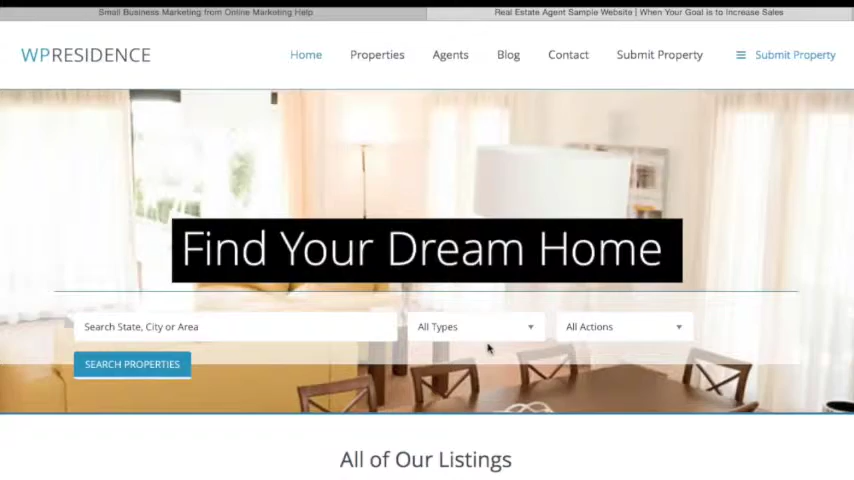 Small Business Marketing from Online Marketing Help
Real Estate Agent Sample Website | When Your Goal is to Increase Sales
WPRESIDENCE
Home
Properties
Agents
Blog
Contact
Submit Property
Submit Property
Find Your Dream Home
Search State, City or Area
All Types
All Actions
SEARCH PROPERTIES
All of Our Listings